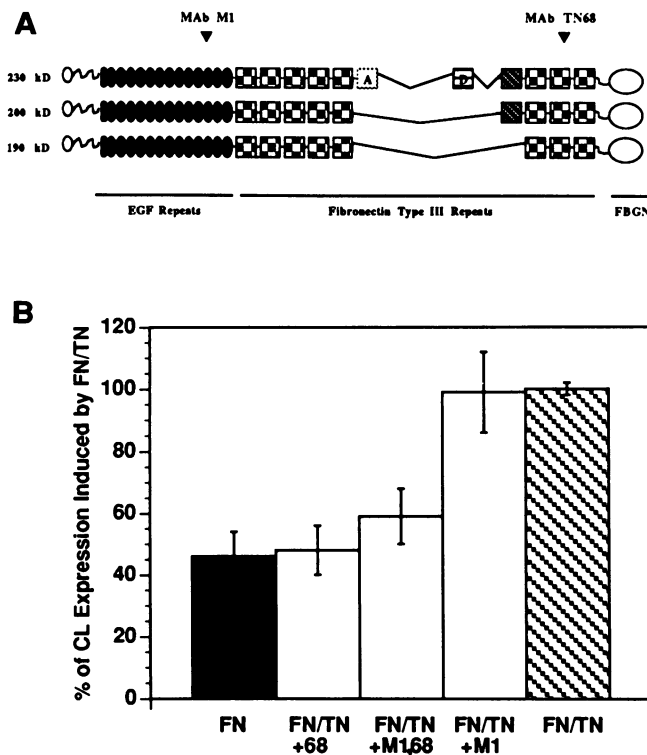 A
MAb M1
MAb TN68
230 kD
A
D
200 kD
190 kD
EGF Repeats
Fibronectin Type III Repeats
FBGN
B
% of CL Expression Induced by FN/TN
120
100
80
60
40
20
0
FN
FN/TN
+68
FN/TN
+M1,68
FN/TN
+M1
FN/TN